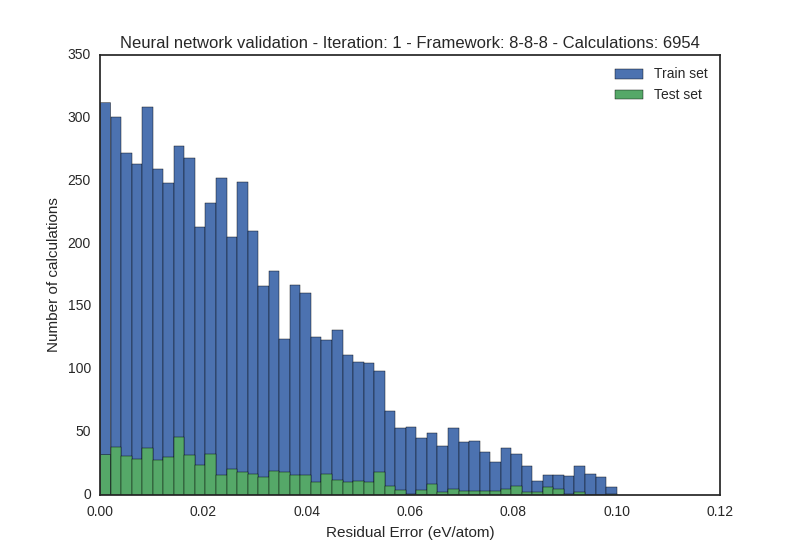 Neural network validation - Iteration: 1 - Framework: 8-8-8 - Calculations: 6954
350
300
250
200
150
100
50
0
Number of calculations
Train set
Test set
0.00 0.02 0.04 0.06 0.08 0.10 0.12
Residual Error (eV/atom)